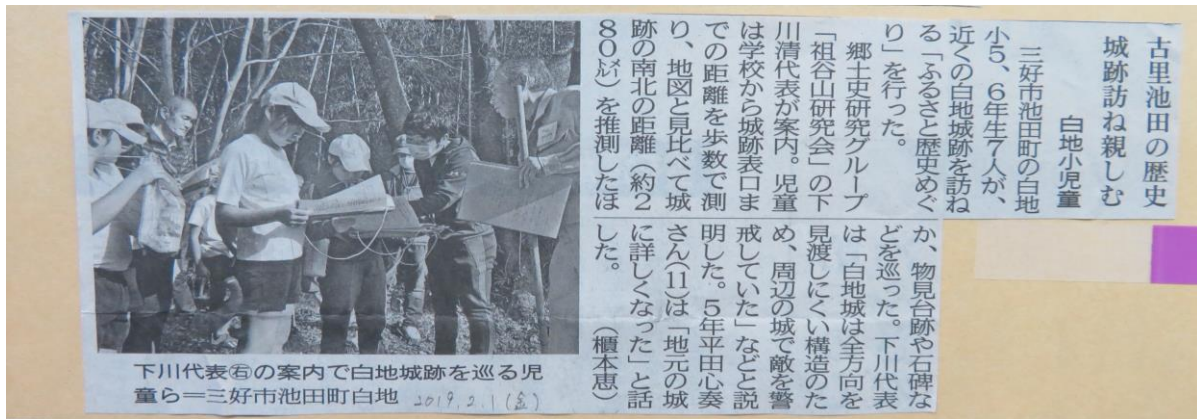 古里池田の歴史
城跡訪ね親しむ
白地小児童
三好市池田町の白地
小5、6年生7人が、
近くの白地城跡を訪ね
る「ふるさと歴史めぐ
り」を行った。
郷土史研究グループ
「祖谷山研究会」の下
川清代表が案内。児童
は学校から城跡表口ま
での距離を歩数で測
り、地図と見比べて城
跡の南北の距離(約2
80㍍)を推測したほ
か、物見台跡や石碑な
どを巡った。下川代表
は「白地城は全方向を
見渡しにくい構造のた
め、周辺の城で敵を警
戒していた」などと説
明した。5年平田心奏
さん(11)は「地元の城
に詳しくなった」と話
した。 (櫃本恵)
下川代表㊨の案内で白地城跡を巡る児
童ら=三好市池田町白地 2019.2.1(金)